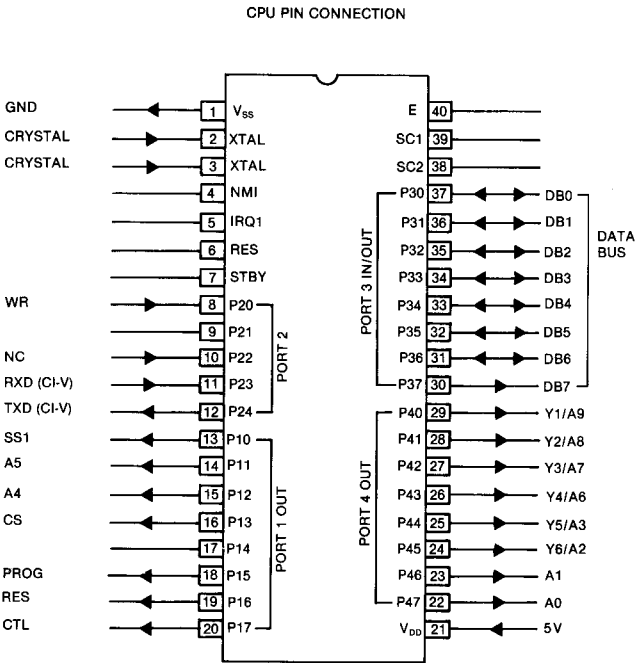 CPU PIN CONNECTION
GND 1 Vss E 40
CRYSTAL 2 XTAL SC1 39
CRYSTAL 3 XTAL SC2 38
4 NMI P30 37 DB0
5 IRQ1 P31 36 DB1
6 RES P32 35 DB2
7 STBY P33 34 DB3
WR 8 P20 P34 33 DB4
9 P21 P35 32 DB5
NC 10 P22 P36 31 DB6
RXD (CI-V) 11 P23 P37 30 DB7
TXD (CI-V) 12 P24 P40 29 Y1/A9
SS1 13 P10 P41 28 Y2/A8
A5 14 P11 P42 27 Y3/A7
A4 15 P12 P43 26 Y4/A6
CS 16 P13 P44 25 Y5/A3
17 P14 P45 24 Y6/A2
PROG 18 P15 P46 23 A1
RES 19 P16 P47 22 A0
CTL 20 P17 VDD 21 5V
PORT 2
PORT 1 OUT
PORT 3 IN/OUT
PORT 4 OUT
DATA
BUS